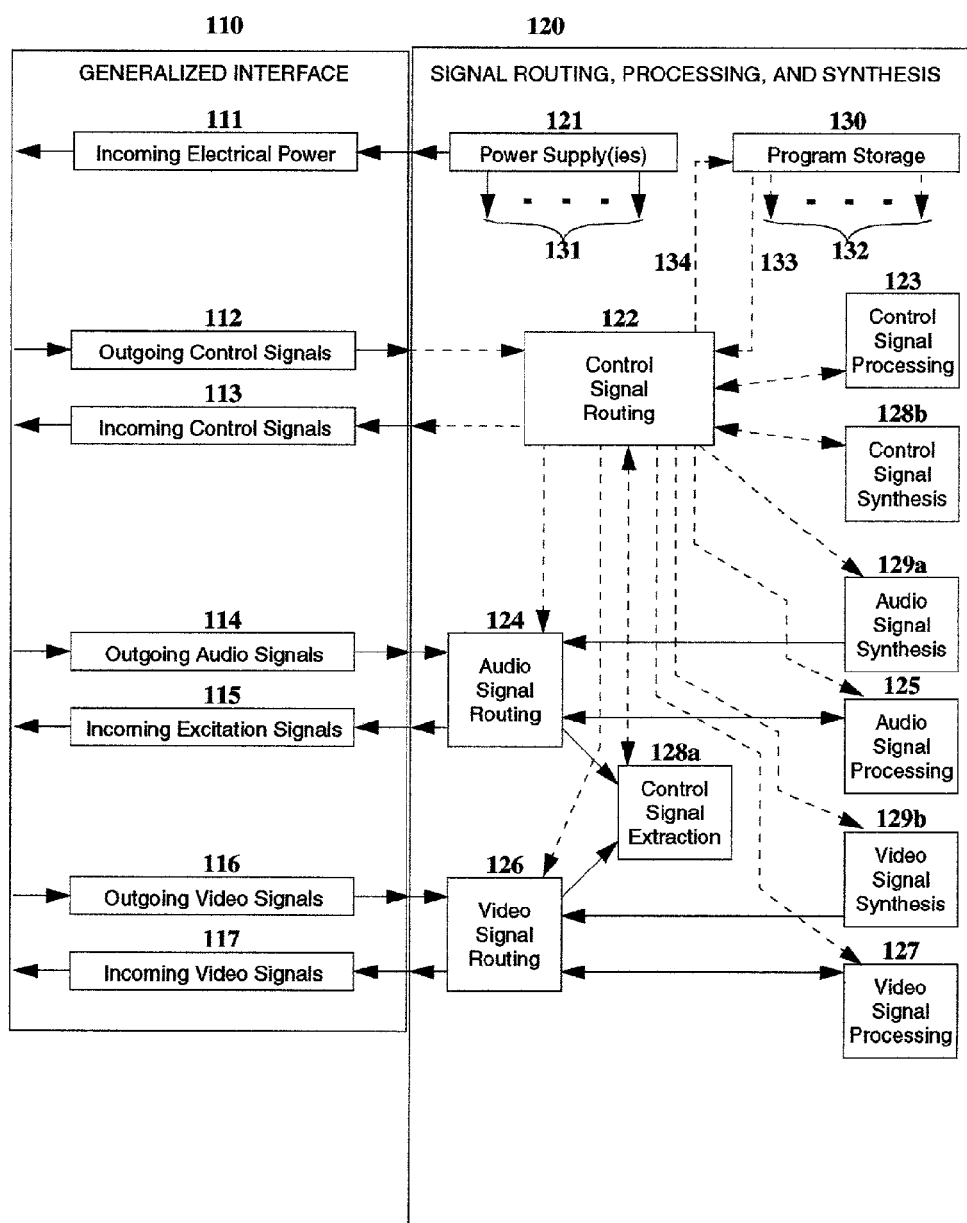 110
120
GENERALIZED INTERFACE
SIGNAL ROUTING, PROCESSING, AND SYNTHESIS
111
Incoming Electrical Power
121
Power Supply(ies)
130
Program Storage
131
134
133
132
112
Outgoing Control Signals
113
Incoming Control Signals
122
Control
Signal
Routing
123
Control
Signal
Processing
128b
Control
Signal
Synthesis
129a
Audio
Signal
Synthesis
114
Outgoing Audio Signals
115
Incoming Excitation Signals
124
Audio
Signal
Routing
125
Audio
Signal
Processing
128a
Control
Signal
Extraction
129b
Video
Signal
Synthesis
116
Outgoing Video Signals
117
Incoming Video Signals
126
Video
Signal
Routing
127
Video
Signal
Processing